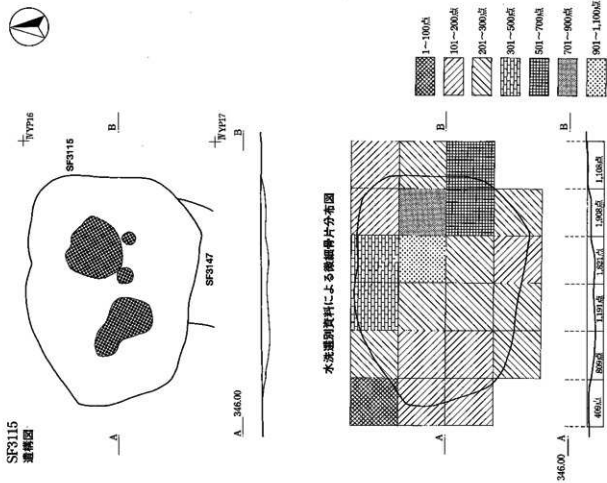 SF3115
遺構図
ⅣYP16
ⅣYP17
SF3115
SF3147
A
B
A
346.00
B
水洗選別資料による微細骨片分布図
A
B
346.00
A
B
409点
809点
1,191点
1,821点
1,908点
1,108点
1~100点
101~200点
201~300点
301~500点
501~700点
701~900点
901~1,100点